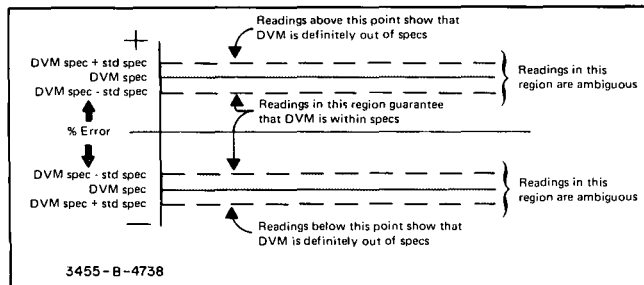 Readings above this point show that
DVM is definitely out of specs
+
DVM spec + std spec
DVM spec
DVM spec - std spec
Readings in this
region are ambiguous
Readings in this region guarantee
that DVM is within specs
% Error
DVM spec - std spec
DVM spec
DVM spec + std spec
Readings in this
region are ambiguous
—
Readings below this point show that
DVM is definitely out of specs
3455-B-4738